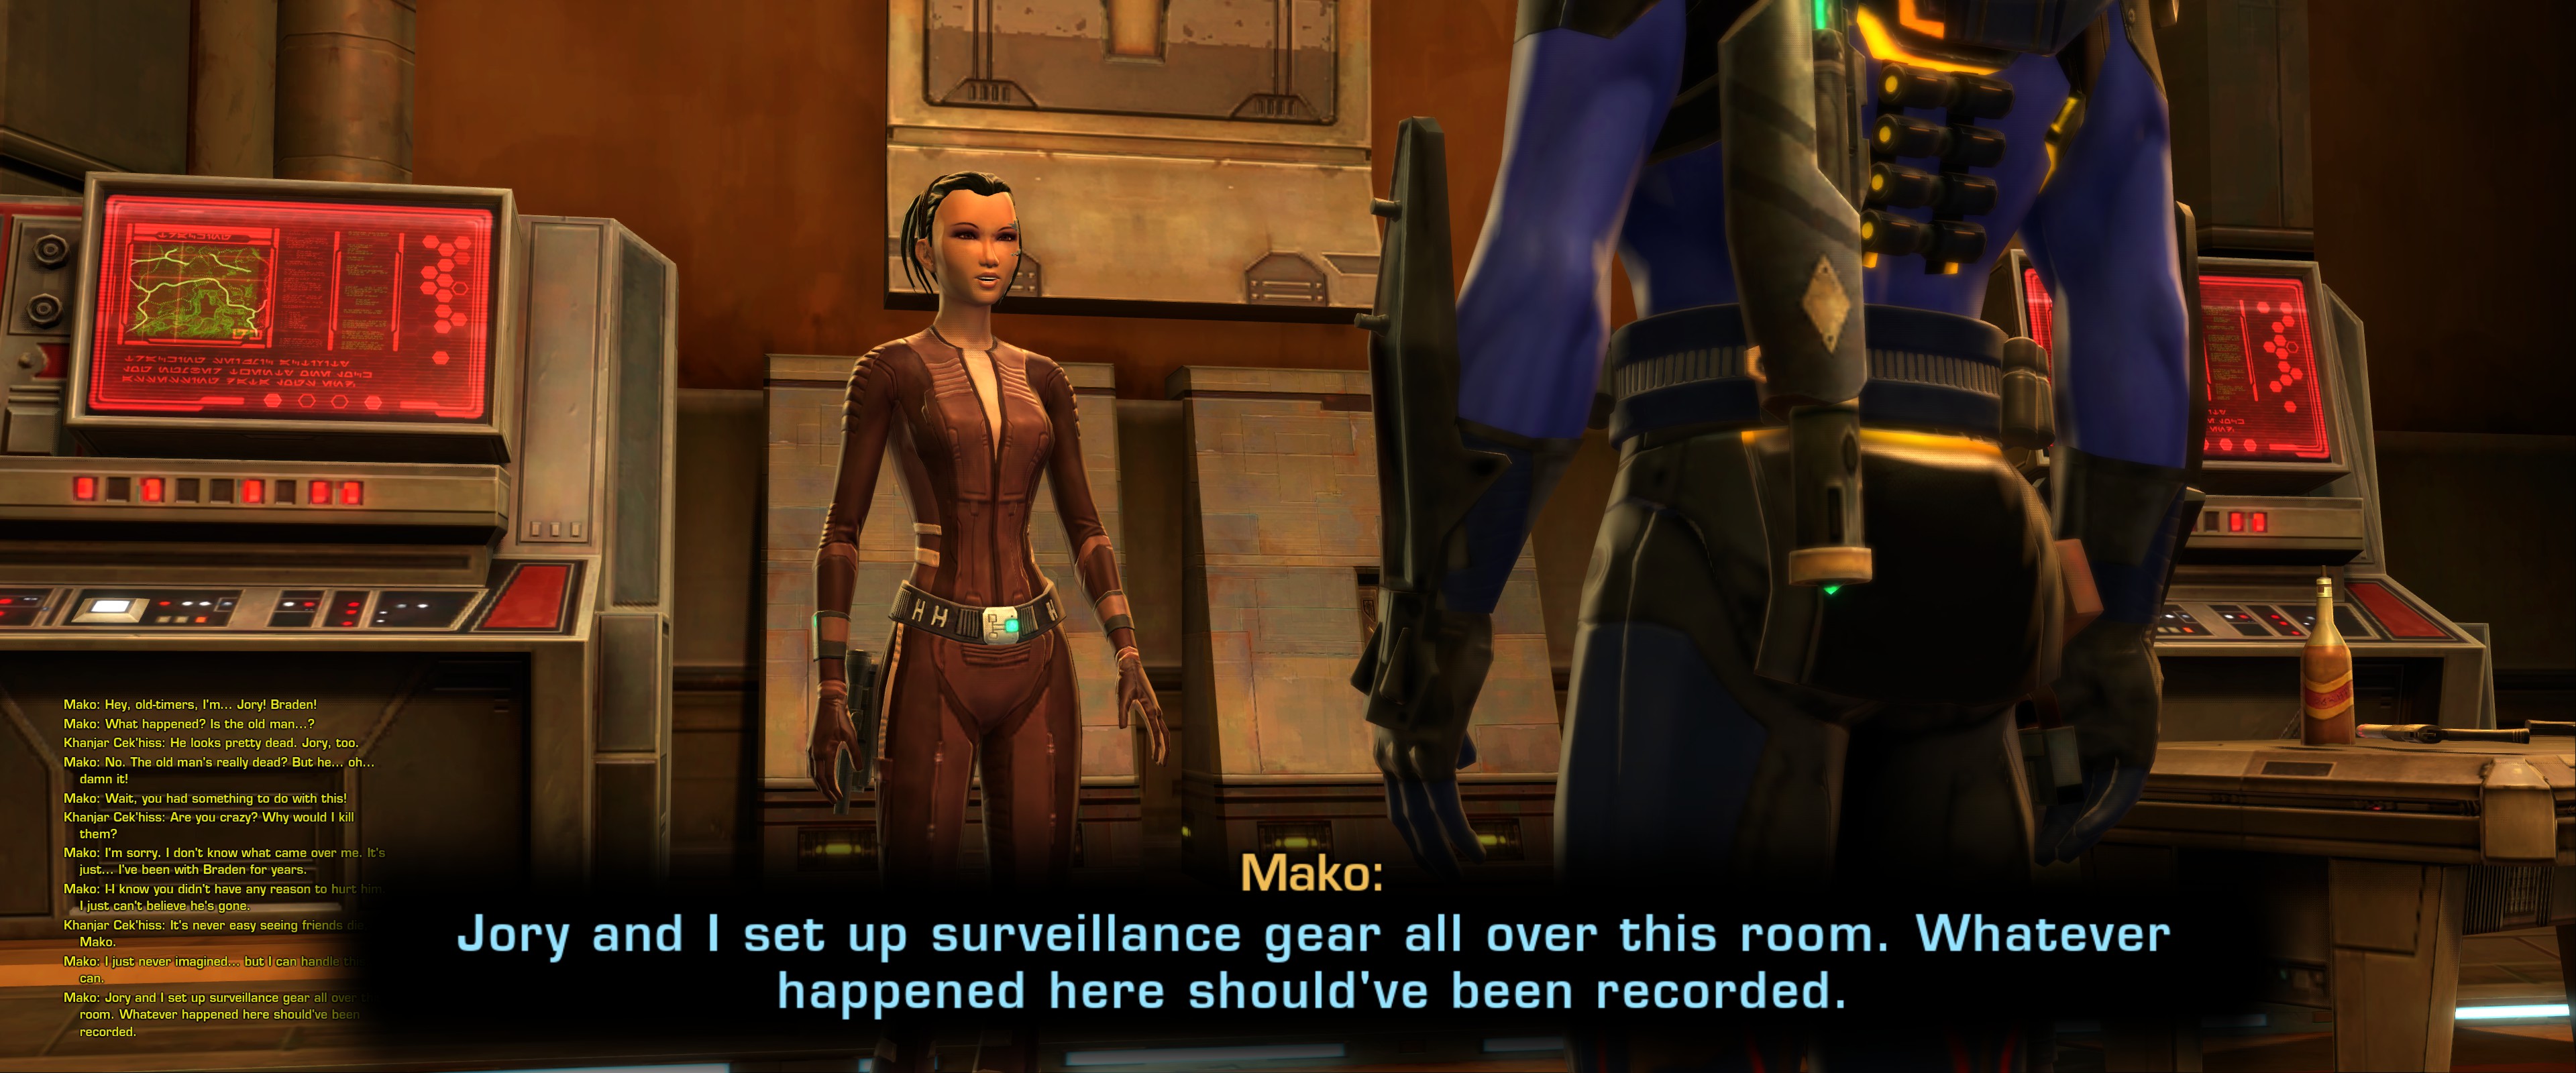 Mako: Hey, old-timers, I'm... Jory! Braden!
Mako: What happened? Is the old man...?
Khanjar Cek'hiss: He looks pretty dead. Jory, too.
Mako: No. The old man's really dead? But he... oh...
damn it!
Mako: Wait, you had something to do with this!
Khanjar Cek'hiss: Are you crazy? Why would I kill
them?
Mako: I'm sorry. I don't know what came over me. It's
just... I've been with Braden for years.
Mako: I-I know you didn't have any reason to hurt him.
I just can't believe he's gone.
Khanjar Cek'hiss: It's never easy seeing friends die
Mako.
Mako: I just never imagined... but I can handle
can.
Mako: Jory and I set up surveillance gear all over
room. Whatever happened here should've been
recorded.
Mako:
Jory and I set up surveillance gear all over this room. Whatever
happened here should've been recorded.